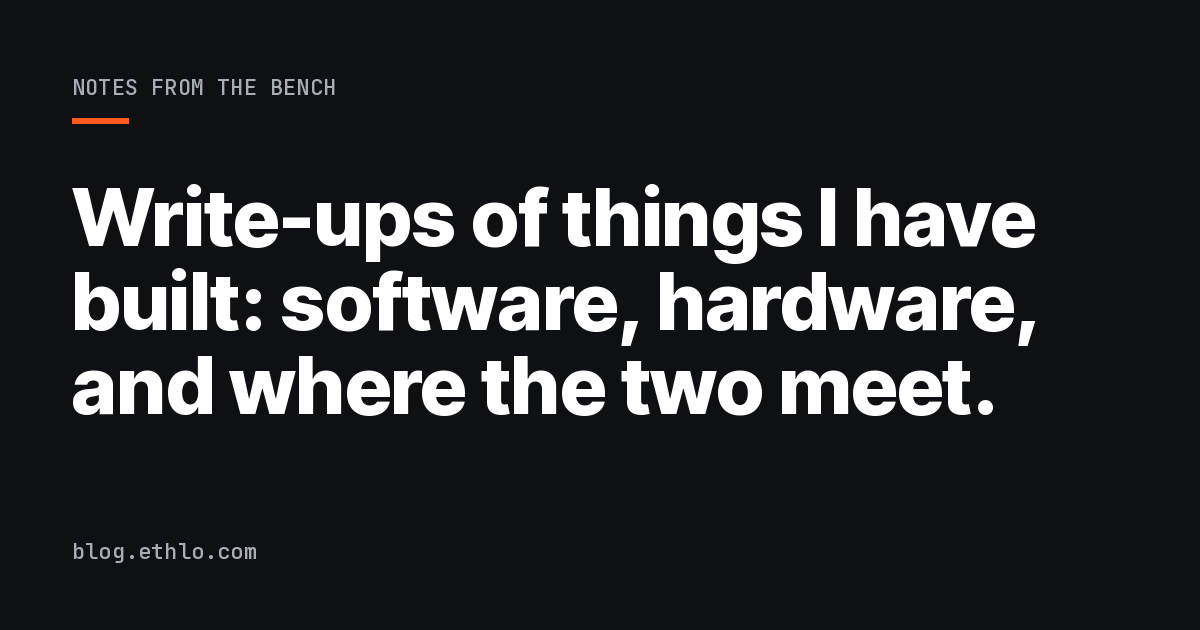 NOTES FROM THE BENCH
Write-ups of things I have
built: software, hardware,
and where the two meet.
blog.ethlo.com